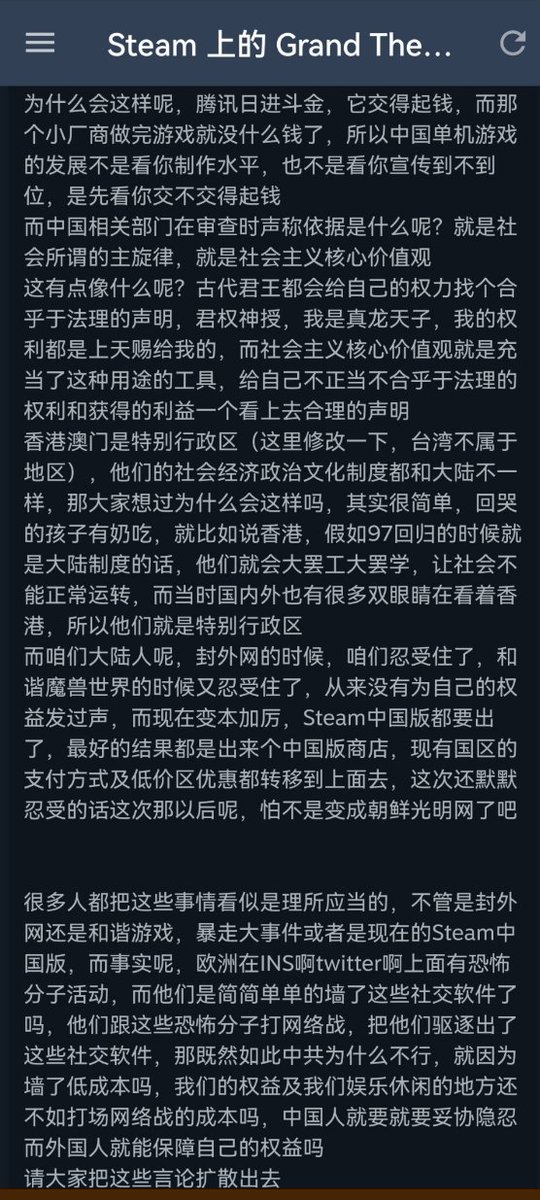 Steam 上的 Grand The...
为什么会这样呢，腾讯日进斗金，它交得起钱，而那
个小厂商做完游戏就没什么钱了，所以中国单机游戏
的发展不是看你制作水平，也不是看你宣传到不到
位，是先看你交不交得起钱
而中国相关部门在审查时声称依据是什么呢？就是社
会所谓的主旋律，就是社会主义核心价值观
这有点像什么呢？古代君王都会给自己的权力找个合
乎于法理的声明，君权神授，我是真龙天子，我的权
利都是上天赐给我的，而社会主义核心价值观就是充
当了这种用途的工具，给自己不正当不合乎于法理的
权利和获得的利益一个看上去合理的声明
香港澳门是特别行政区（这里修改一下，台湾不属于
地区），他们的社会经济政治文化制度都和大陆不一
样，那大家想过为什么会这样吗，其实很简单，回哭
的孩子有奶吃，就比如说香港，假如97回归的时候就
是大陆制度的话，他们就会大罢工大罢学，让社会不
能正常运转，而当时国内外也有很多双眼睛在看着香
港，所以他们就是特别行政区
而咱们大陆人呢，封外网的时候，咱们忍受住了，和
谐魔兽世界的时候又忍受住了，从来没有为自己的权
益发过声，而现在变本加厉，Steam中国版都要出
了，最好的结果都是出来个中国版商店，现有国区的
支付方式及低价区优惠都转移到上面去，这次还默默
忍受的话这次那以后呢，怕不是变成朝鲜光明网了吧
很多人都把这些事情看似是理所应当的，不管是封外
网还是和谐游戏，暴走大事件或者是现在的Steam中
国版，而事实呢，欧洲在INS啊twitter啊上面有恐怖
分子活动，而他们是简简单单的墙了这些社交软件了
吗，他们跟这些恐怖分子打网络战，把他们驱逐出了
这些社交软件，那既然如此中共为什么不行，就因为
墙了低成本吗，我们的权益及我们娱乐休闲的地方还
不如打场网络战的成本吗，中国人就要就要妥协隐忍
而外国人就能保障自己的权益吗
请大家把这些言论扩散出去